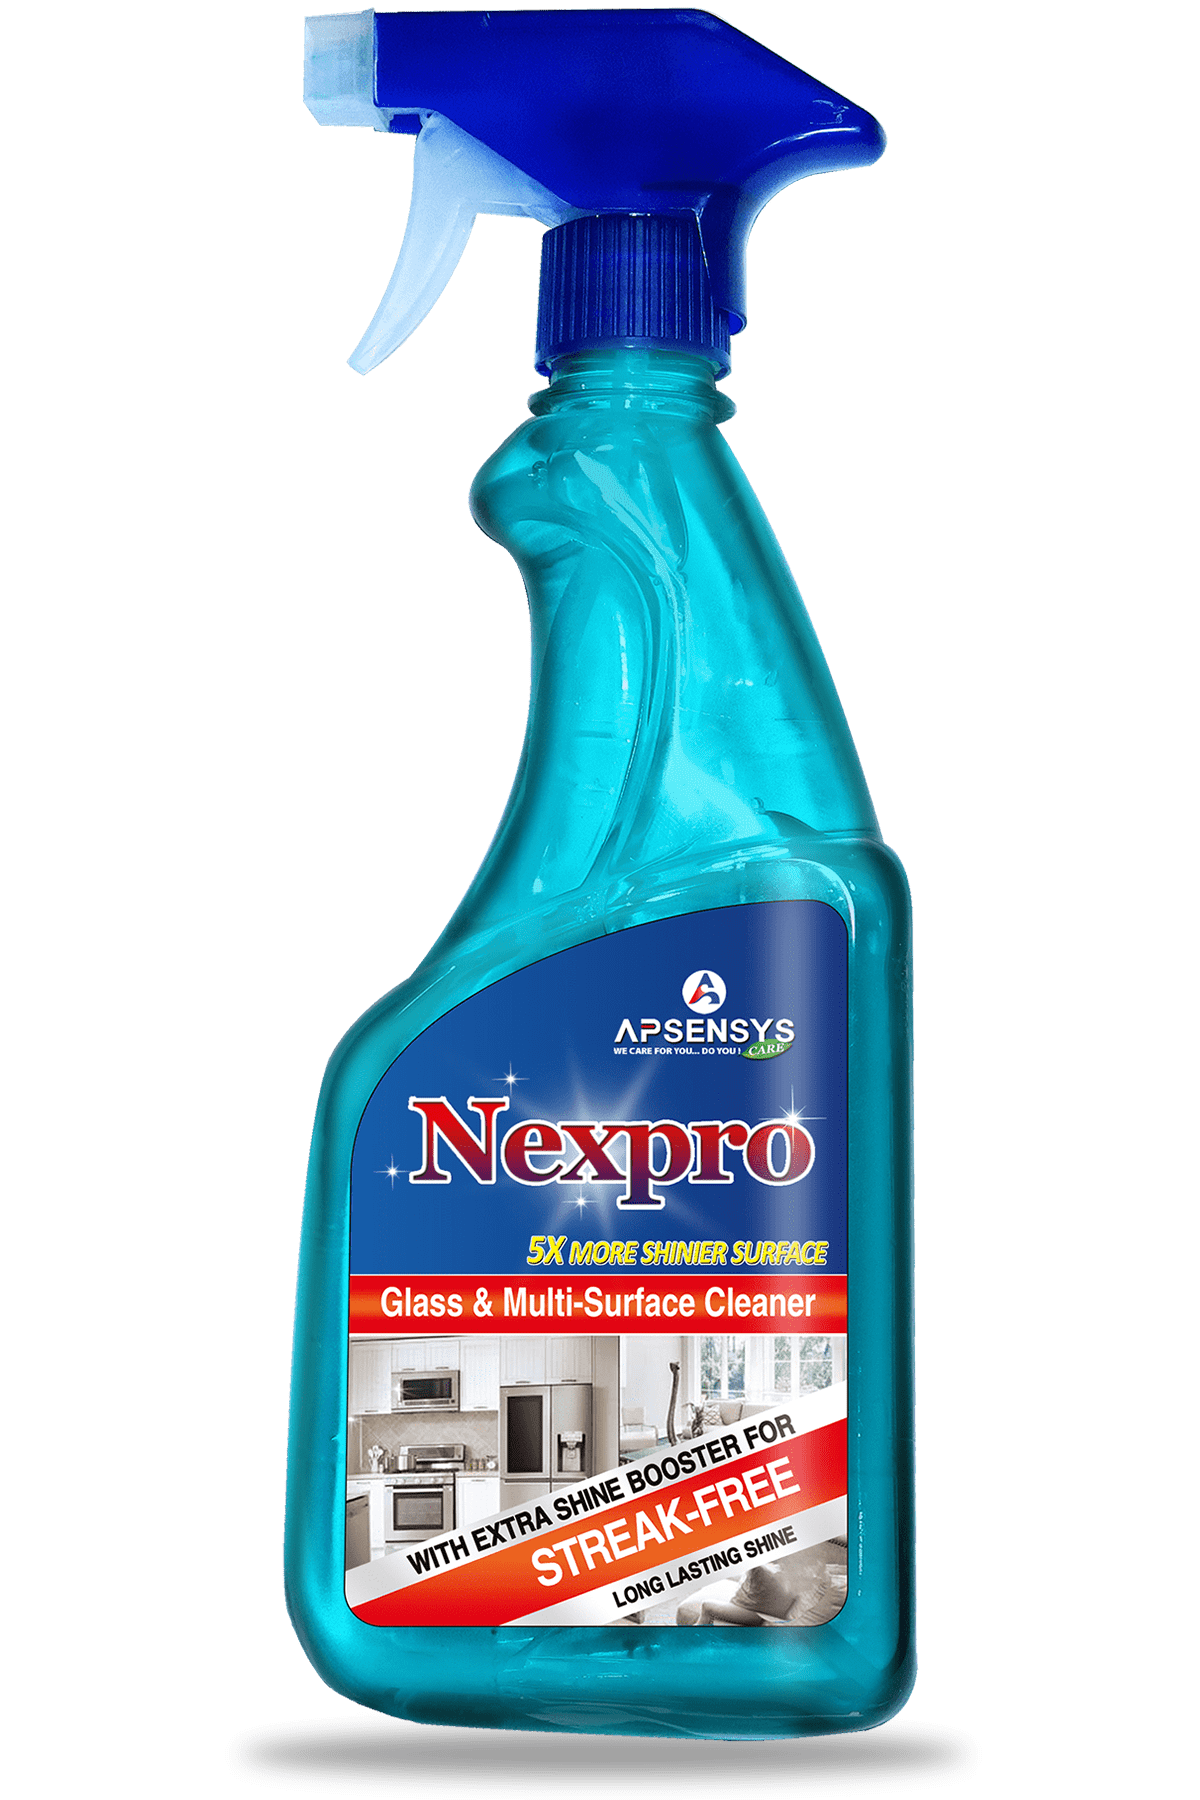 APSENSYS
WE CARE FOR YOU... DO YOU !
CARE
Nexpro
5X MORE SHINIER SURFACE
Glass & Multi-Surface Cleaner
WITH EXTRA SHINE BOOSTER FOR
STREAK-FREE
LONG LASTING SHINE